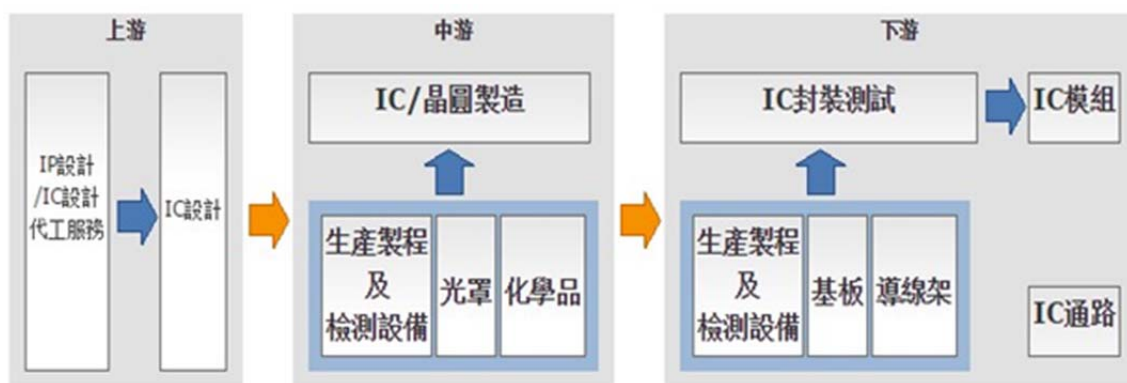 上游
IP設計
/IC設計
代工服務
IC設計
中游
IC/晶圓製造
生產製程
及
檢測設備
光罩
化學品
下游
IC封裝測試
IC模組
生產製程
及
檢測設備
基板
導線架
IC通路